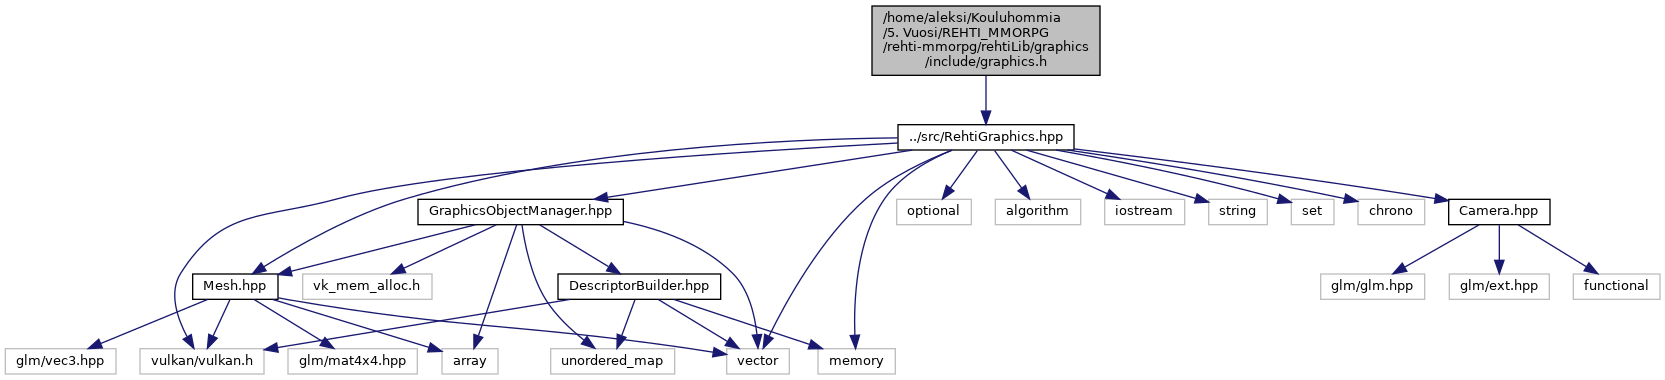 /home/aleksi/Kouluhommia
/5. Vuosi/REHTI_MMORPG
/rehti-mmorpg/rehtiLib/graphics
/include/graphics.h
../src/RehtiGraphics.hpp
GraphicsObjectManager.hpp
optional
algorithm
iostream
string
set
chrono
Camera.hpp
Mesh.hpp
vk_mem_alloc.h
DescriptorBuilder.hpp
glm/glm.hpp
glm/ext.hpp
functional
glm/vec3.hpp
vulkan/vulkan.h
glm/mat4x4.hpp
array
unordered_map
vector
memory